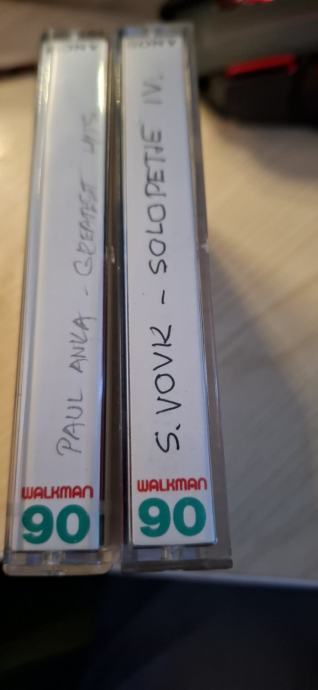 SONY
PAUL ANKA - GREATEST HITS
WALKMAN
90
SONY
S. VOVK - SOLOPETJE IV.
WALKMAN
90